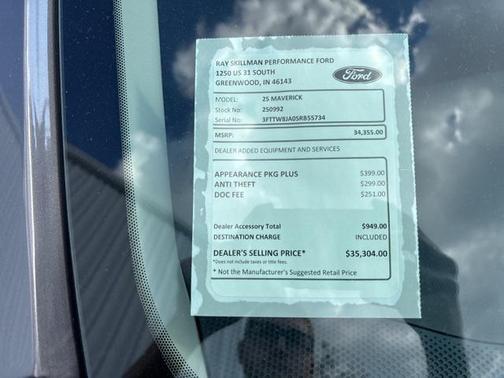 RAY SKILLMAN PERFORMANCE FORD
1250 US 31 SOUTH
GREENWOOD, IN 46143
Ford
MODEL: 25 MAVERICK
Stock No: 250992
Serial No: 3FTTW8JA0SRB55734
MSRP: 34,355.00
DEALER ADDED EQUIPMENT AND SERVICES
APPEARANCE PKG PLUS $399.00
ANTI THEFT $299.00
DOC FEE $251.00
Dealer Accessory Total $949.00
DESTINATION CHARGE INCLUDED
DEALER'S SELLING PRICE* $35,304.00
*Does not include taxes or title fees.
* Not the Manufacturer's Suggested Retail Price